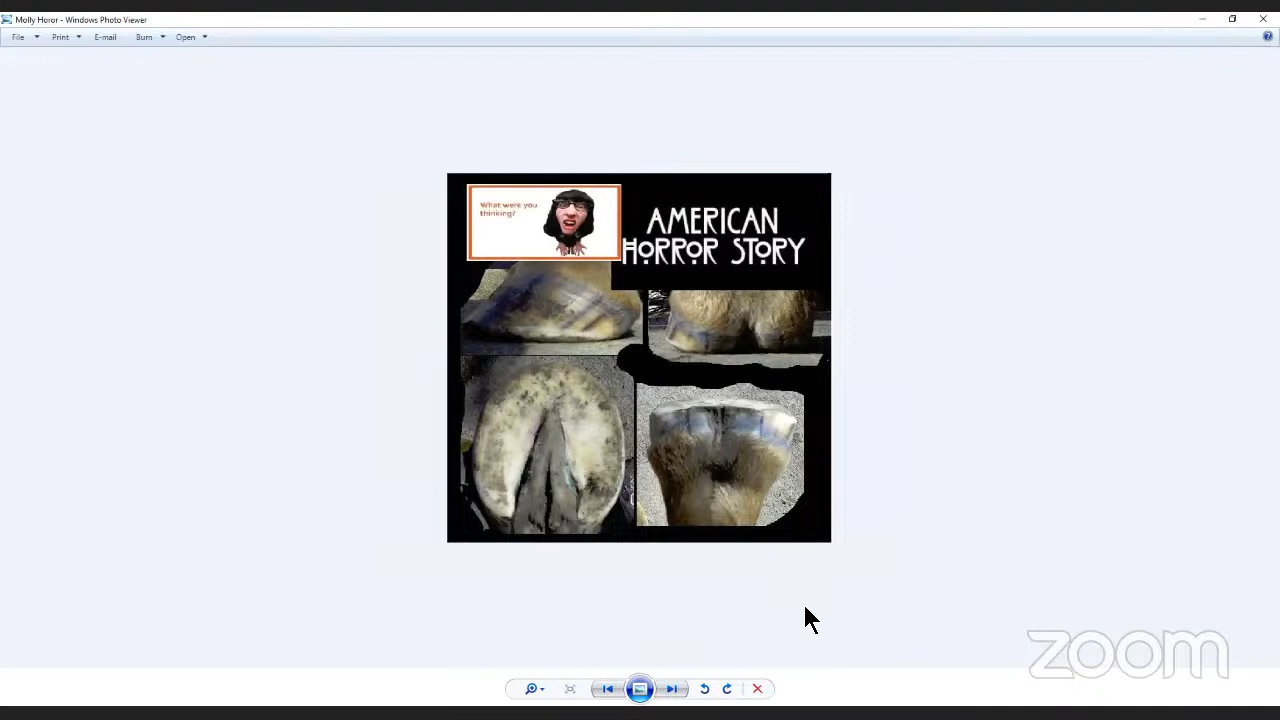 Molly Horor - Windows Photo Viewer
File Print E-mail Burn Open
What were you
thinking?
AMERICAN
HORROR STORY
zoom